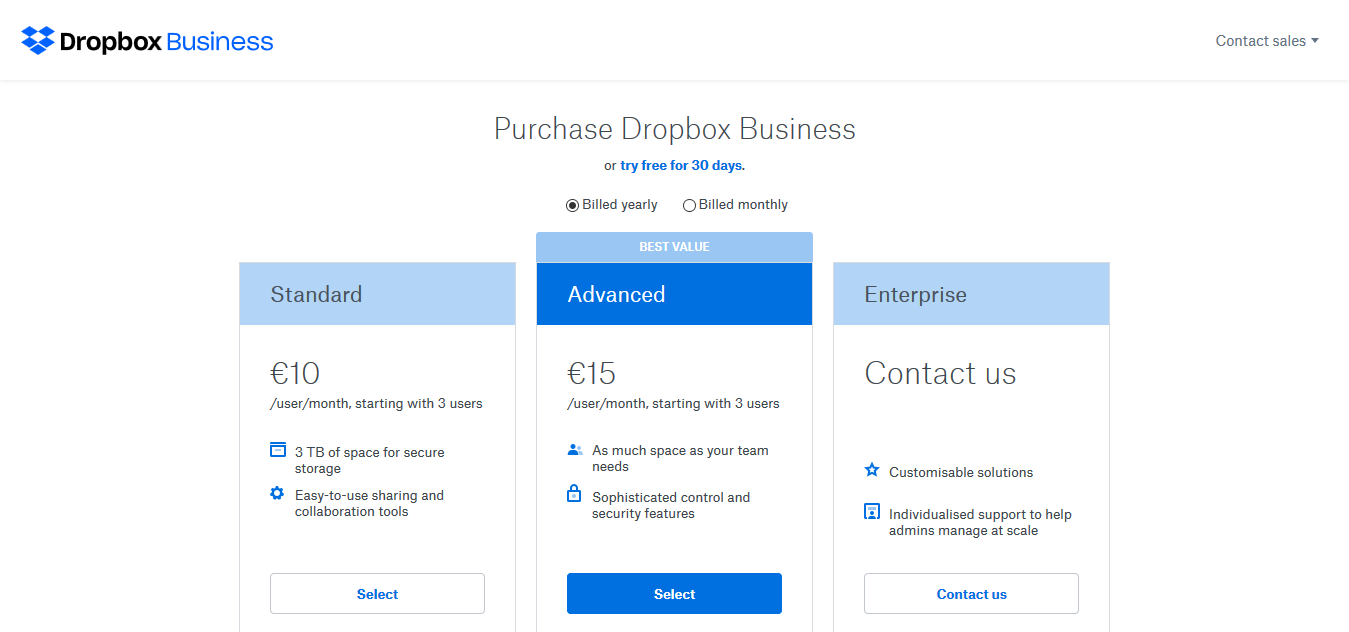 Dropbox Business
Contact sales
Purchase Dropbox Business
or try free for 30 days.
Billed yearly
Billed monthly
BEST VALUE
Standard
€10
/user/month, starting with 3 users
3 TB of space for secure
storage
Easy-to-use sharing and
collaboration tools
Select
Advanced
€15
/user/month, starting with 3 users
As much space as your team
needs
Sophisticated control and
security features
Select
Enterprise
Contact us
Customisable solutions
Individualised support to help
admins manage at scale
Contact us